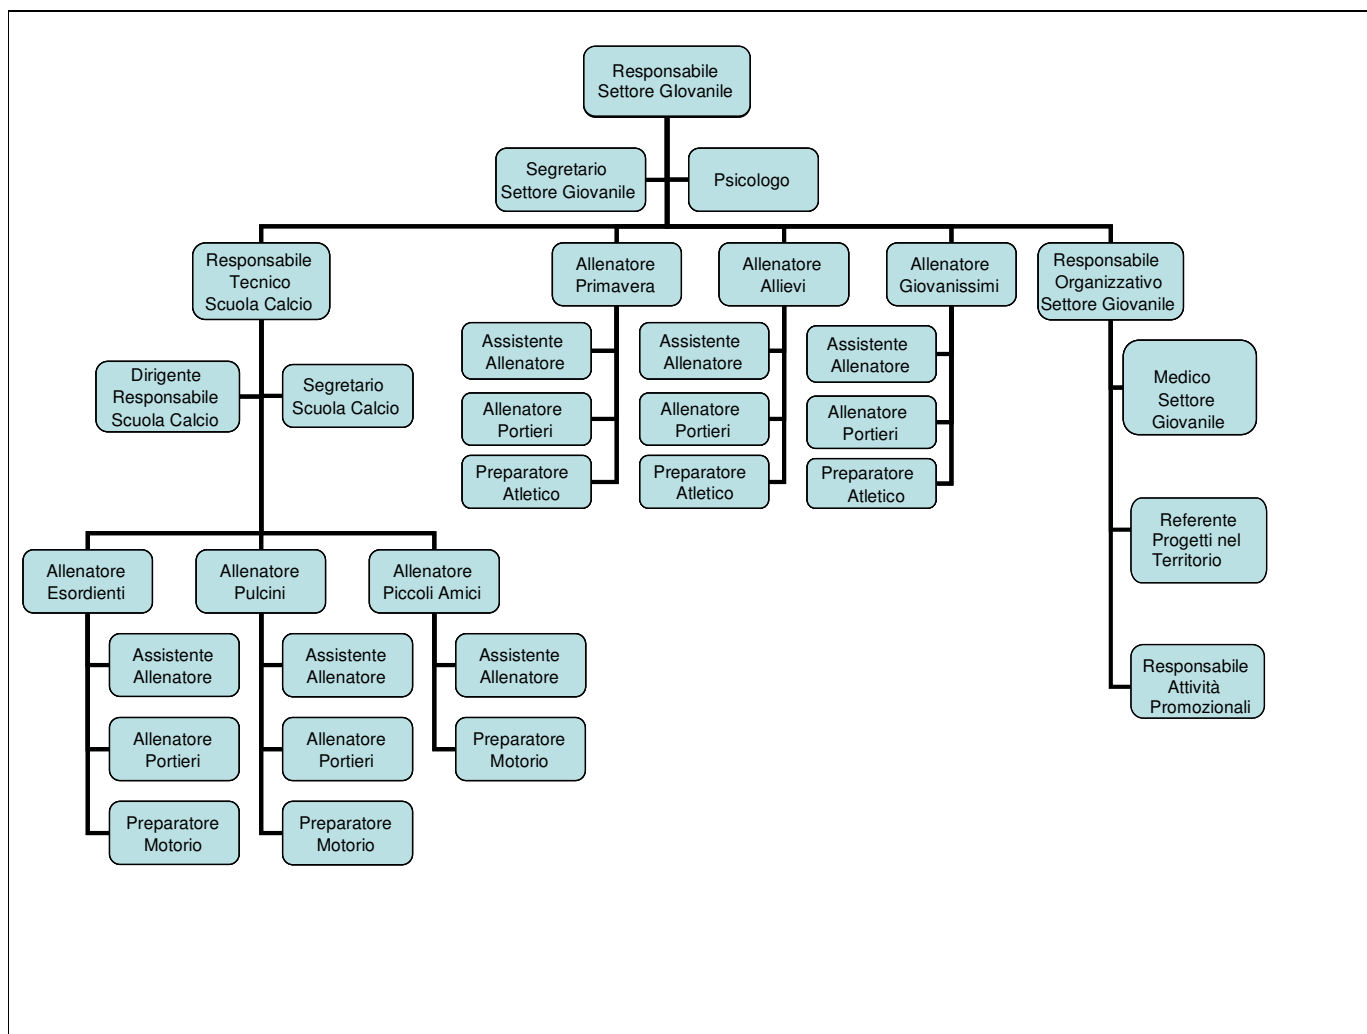 Responsabile
Settore GIovanile
Segretario
Settore Giovanile
Psicologo
Responsabile
Tecnico
Scuola Calcio
Allenatore
Primavera
Allenatore
Allievi
Allenatore
Giovanissimi
Responsabile
Organizzativo
Settore Giovanile
Assistente
Allenatore
Assistente
Allenatore
Assistente
Allenatore
Dirigente
Responsabile
Scuola Calcio
Segretario
Scuola Calcio
Medico
Settore
Giovanile
Allenatore
Portieri
Allenatore
Portieri
Allenatore
Portieri
Preparatore
Atletico
Preparatore
Atletico
Preparatore
Atletico
Referente
Progetti nel
Territorio
Allenatore
Esordienti
Allenatore
Pulcini
Allenatore
Piccoli Amici
Assistente
Allenatore
Assistente
Allenatore
Assistente
Allenatore
Responsabile
Attività
Promozionali
Allenatore
Portieri
Allenatore
Portieri
Preparatore
Motorio
Preparatore
Motorio
Preparatore
Motorio